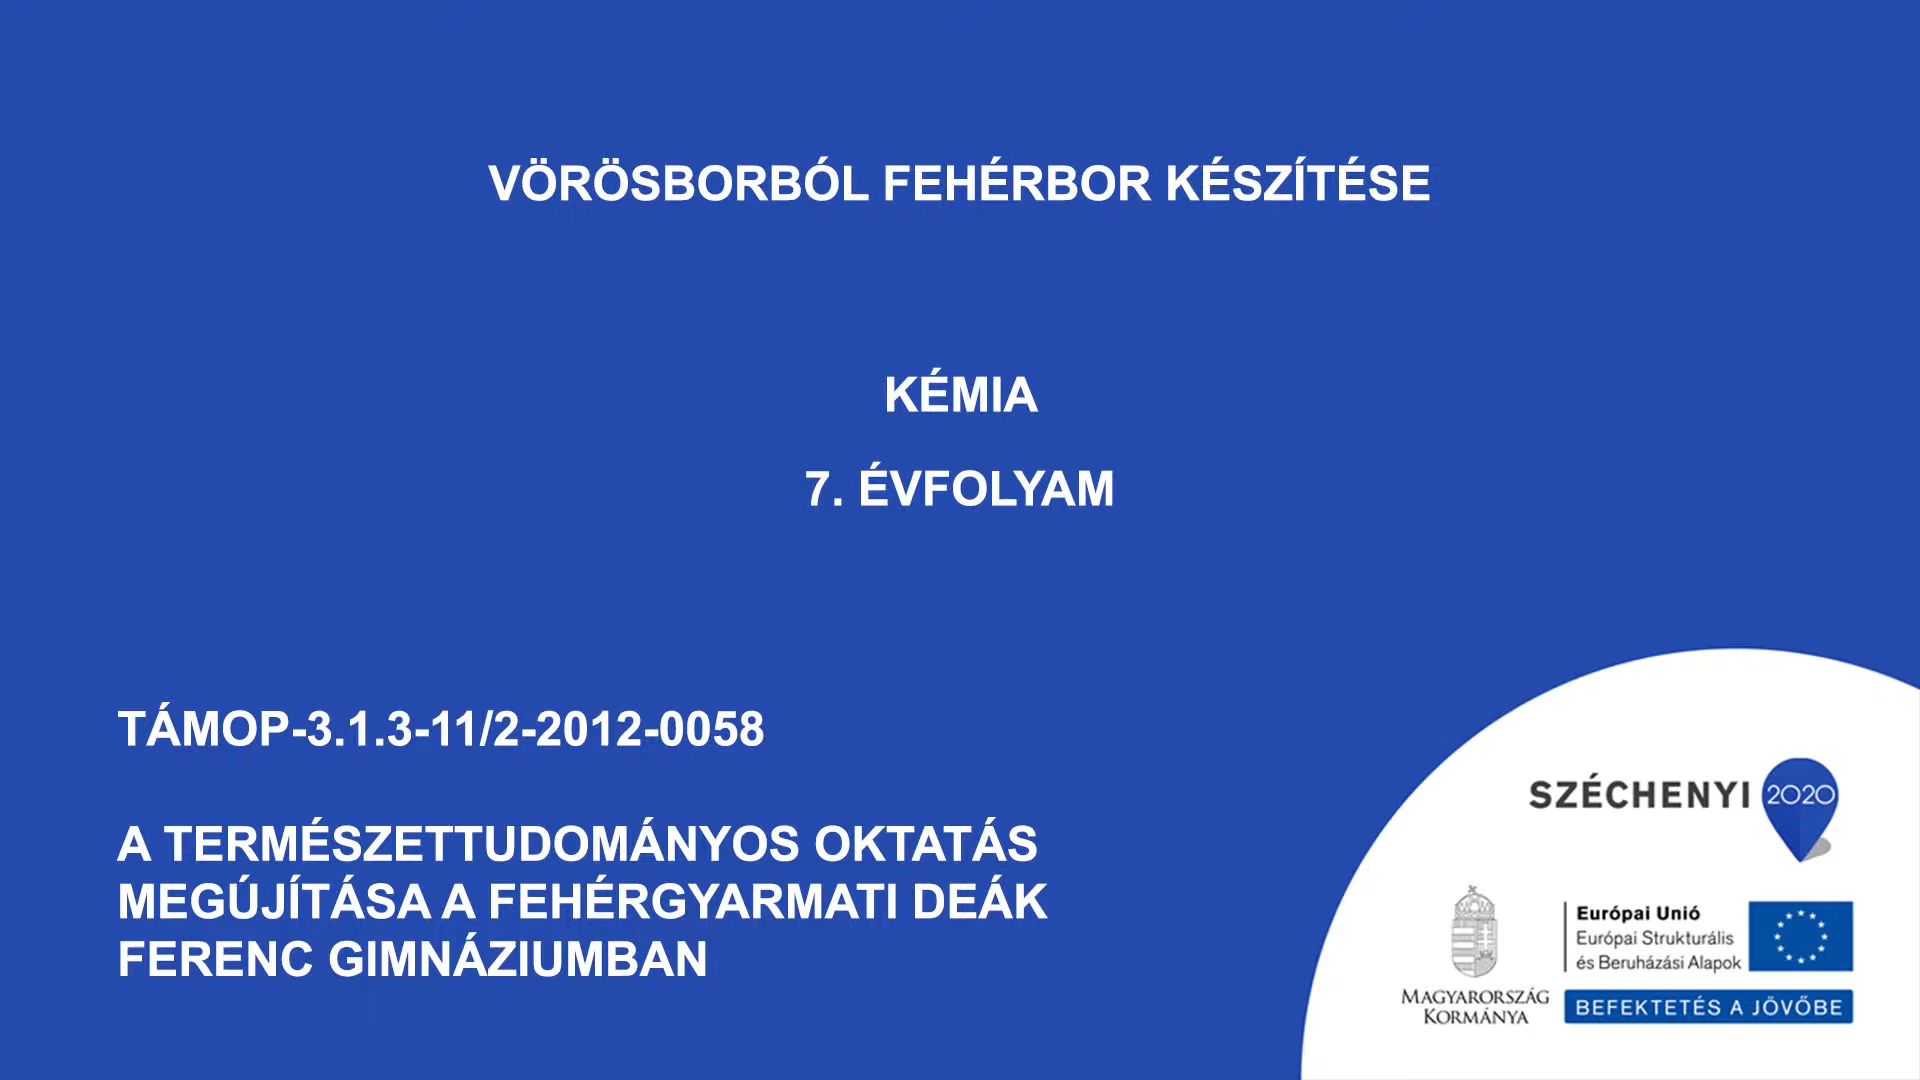 VÖRÖSBORBÓL FEHÉRBOR KÉSZÍTÉSE
KÉMIA
7. ÉVFOLYAM
TÁMOP-3.1.3-11/2-2012-0058
A TERMÉSZETTUDOMÁNYOS OKTATÁS
MEGÚJÍTÁSA A FEHÉRGYARMATI DEÁK
FERENC GIMNÁZIUMBAN
SZÉCHENYI 2020
MAGYARORSZÁG
KORMÁNYA
Európai Unió
Európai Strukturális
és Beruházási Alapok
BEFEKTETÉS A JÖVŐBE